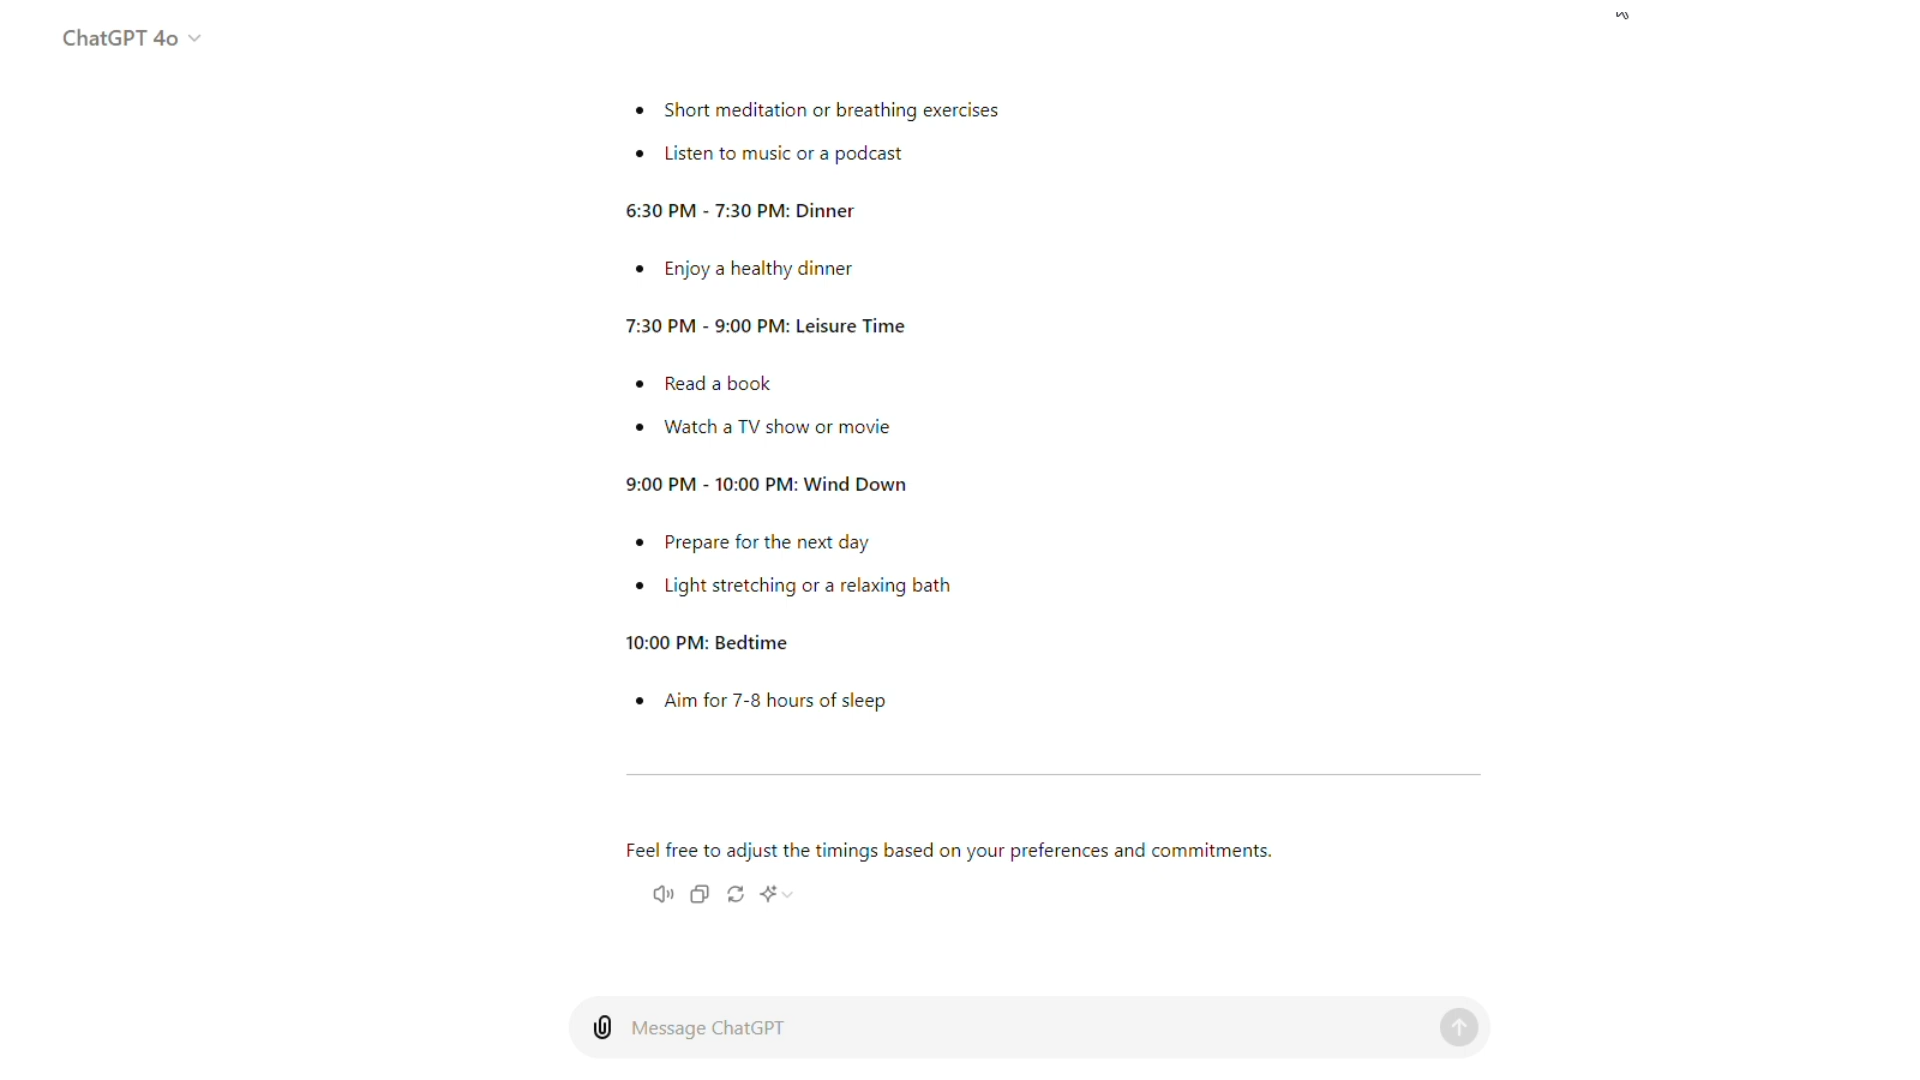 ChatGPT 4o
Short meditation or breathing exercises
Listen to music or a podcast
6:30 PM - 7:30 PM: Dinner
Enjoy a healthy dinner
7:30 PM - 9:00 PM: Leisure Time
Read a book
Watch a TV show or movie
9:00 PM - 10:00 PM: Wind Down
Prepare for the next day
Light stretching or a relaxing bath
10:00 PM: Bedtime
Aim for 7-8 hours of sleep
Feel free to adjust the timings based on your preferences and commitments.
Message ChatGPT